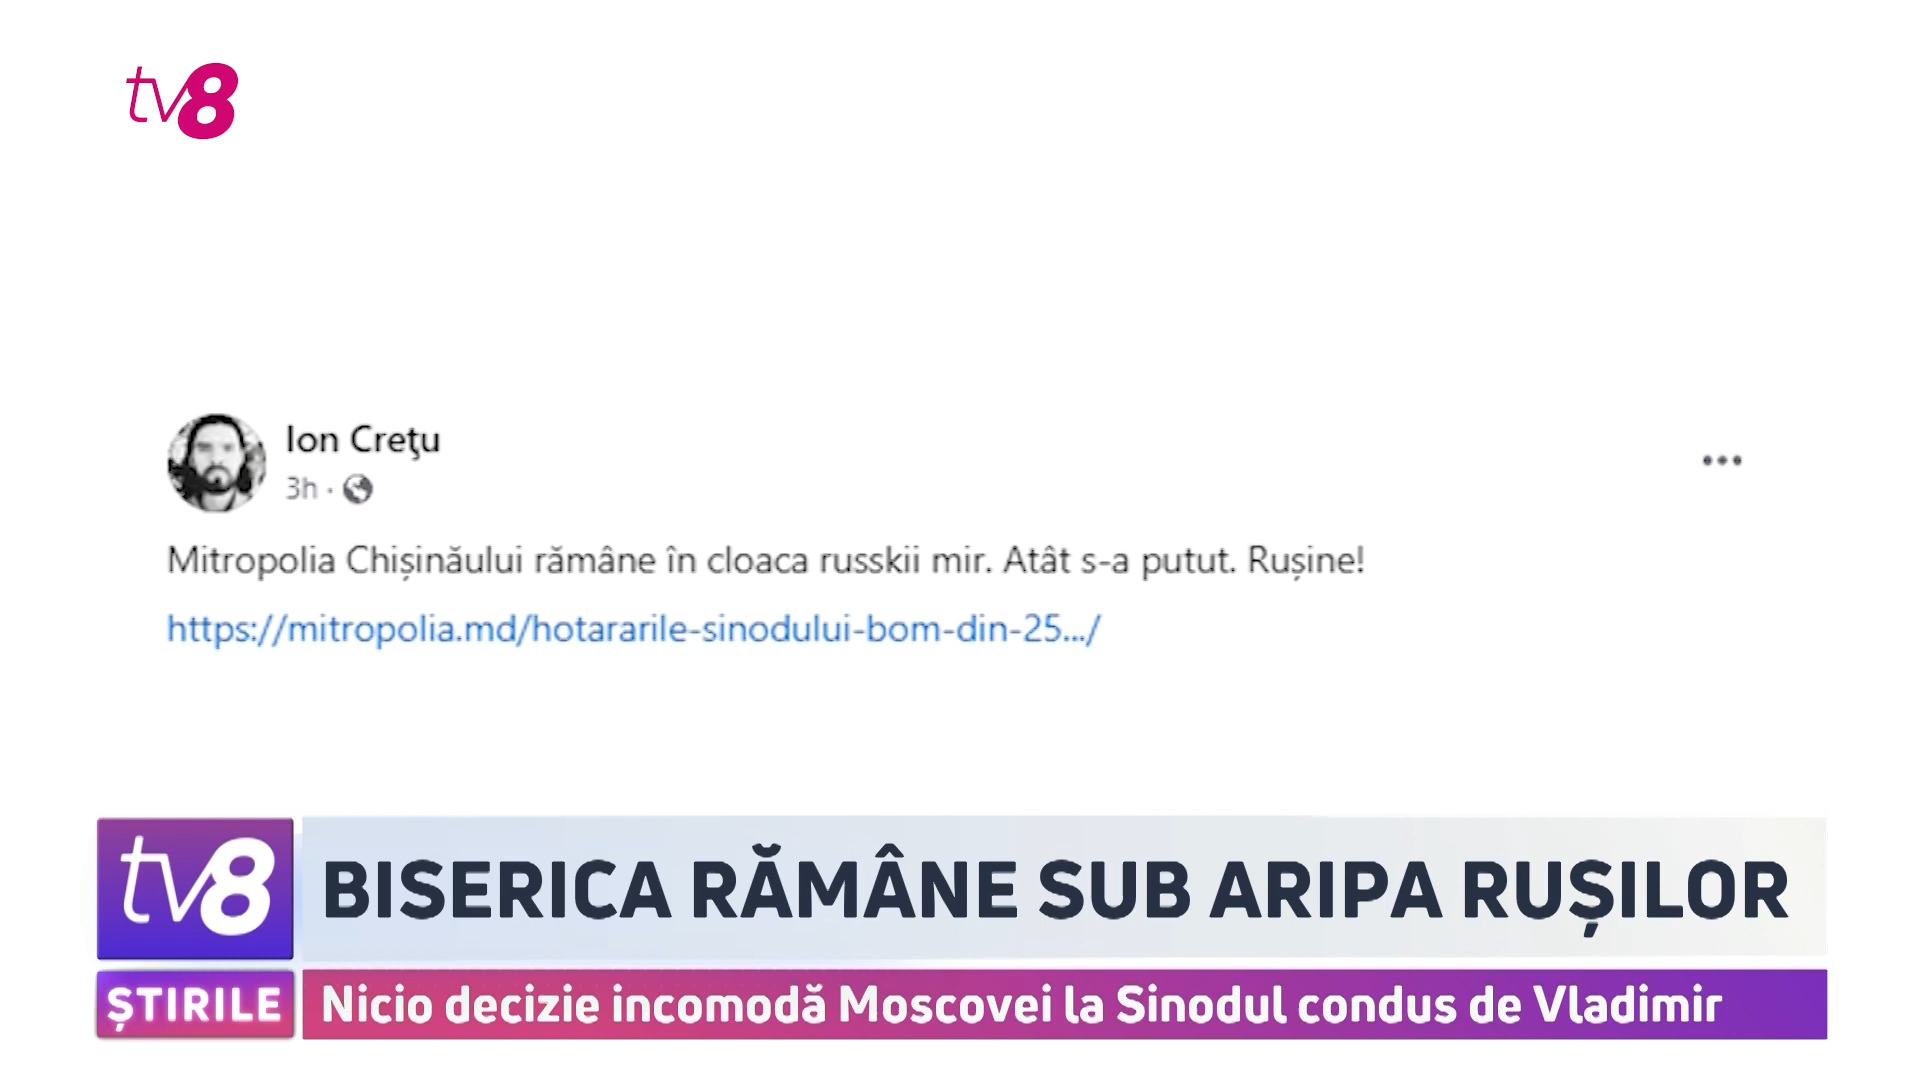 tv8
Ion Creţu
3h ·
Mitropolia Chișinăului rămâne în cloaca russkii mir. Atât s-a putut. Rușine!
https://mitropolia.md/hotararile-sinodului-bom-din-25.../
tv8
BISERICA RĂMÂNE SUB ARIPA RUȘILOR
ȘTIRILE
Nicio decizie incomodă Moscovei la Sinodul condus de Vladimir